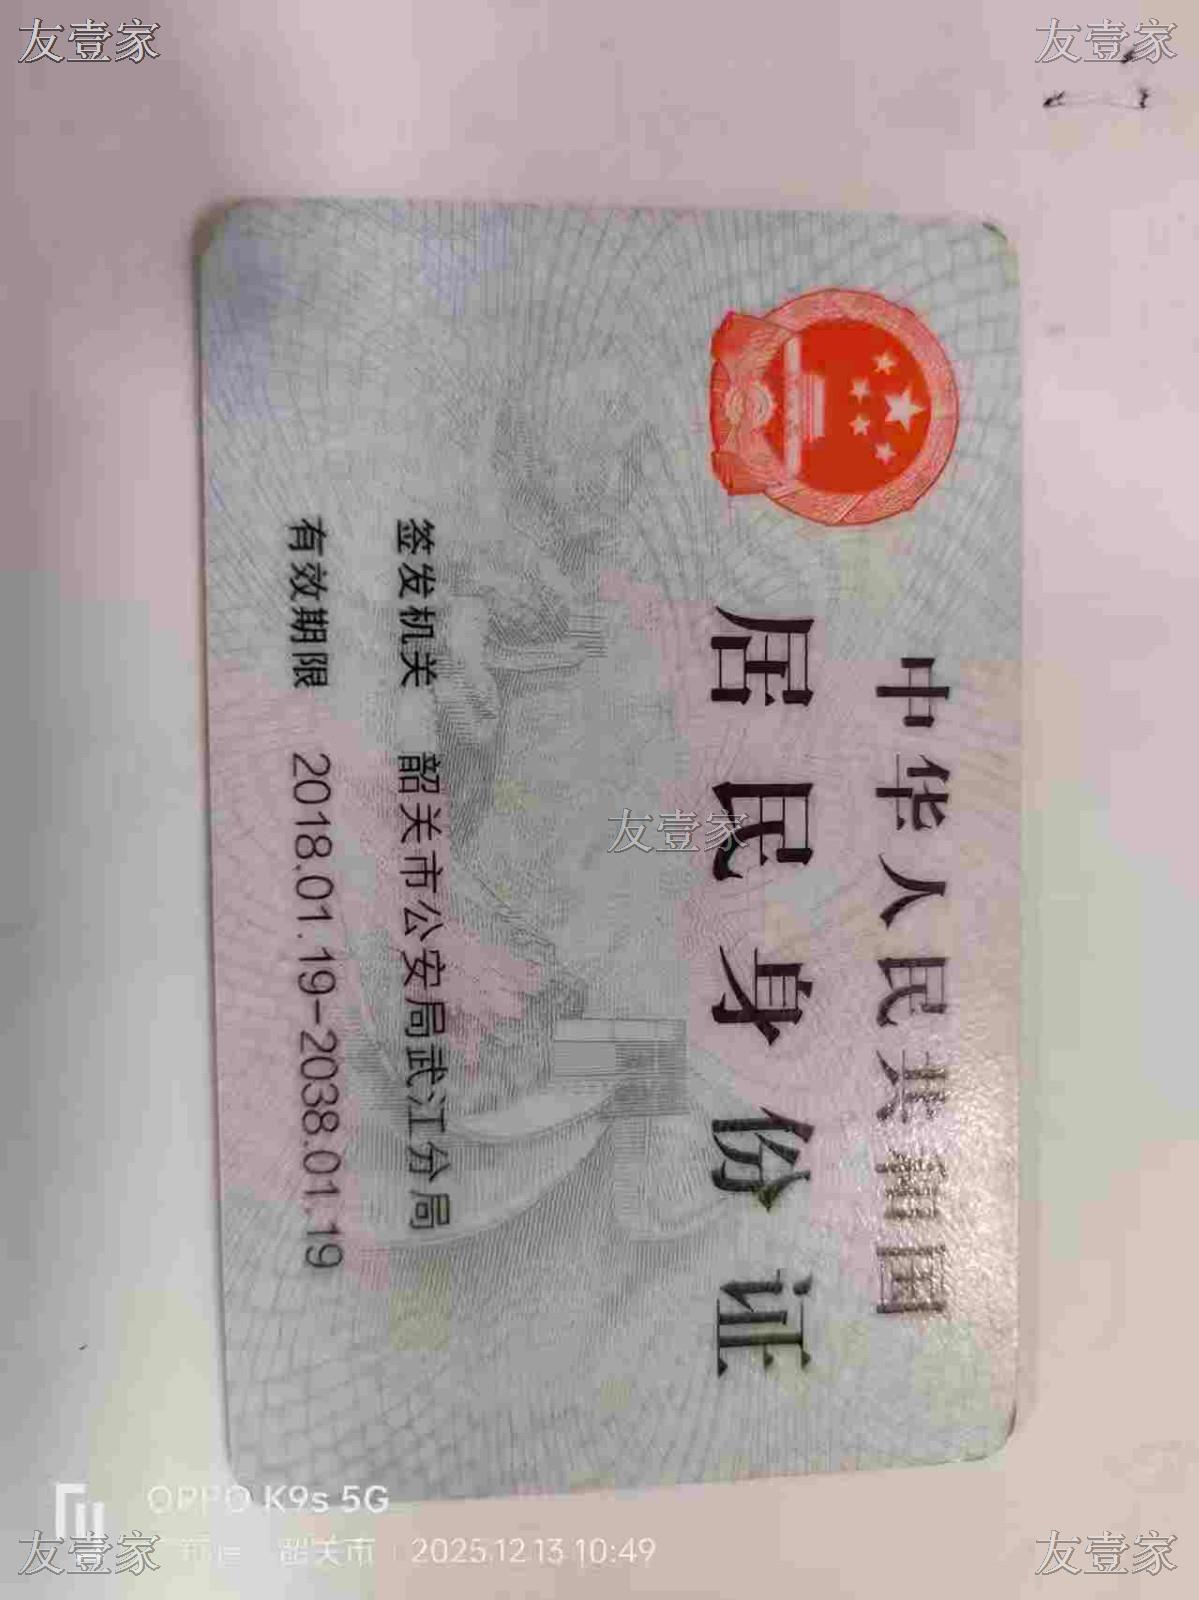 友壹家
友壹家
中华人民共和国
居民身份证
签发机关 韶关市公安局武江分局
有效期限 2018.01.19-2038.01.19
友壹家
OPPO K9s 5G
韶关市 2025.12.13 10:49
友壹家
友壹家